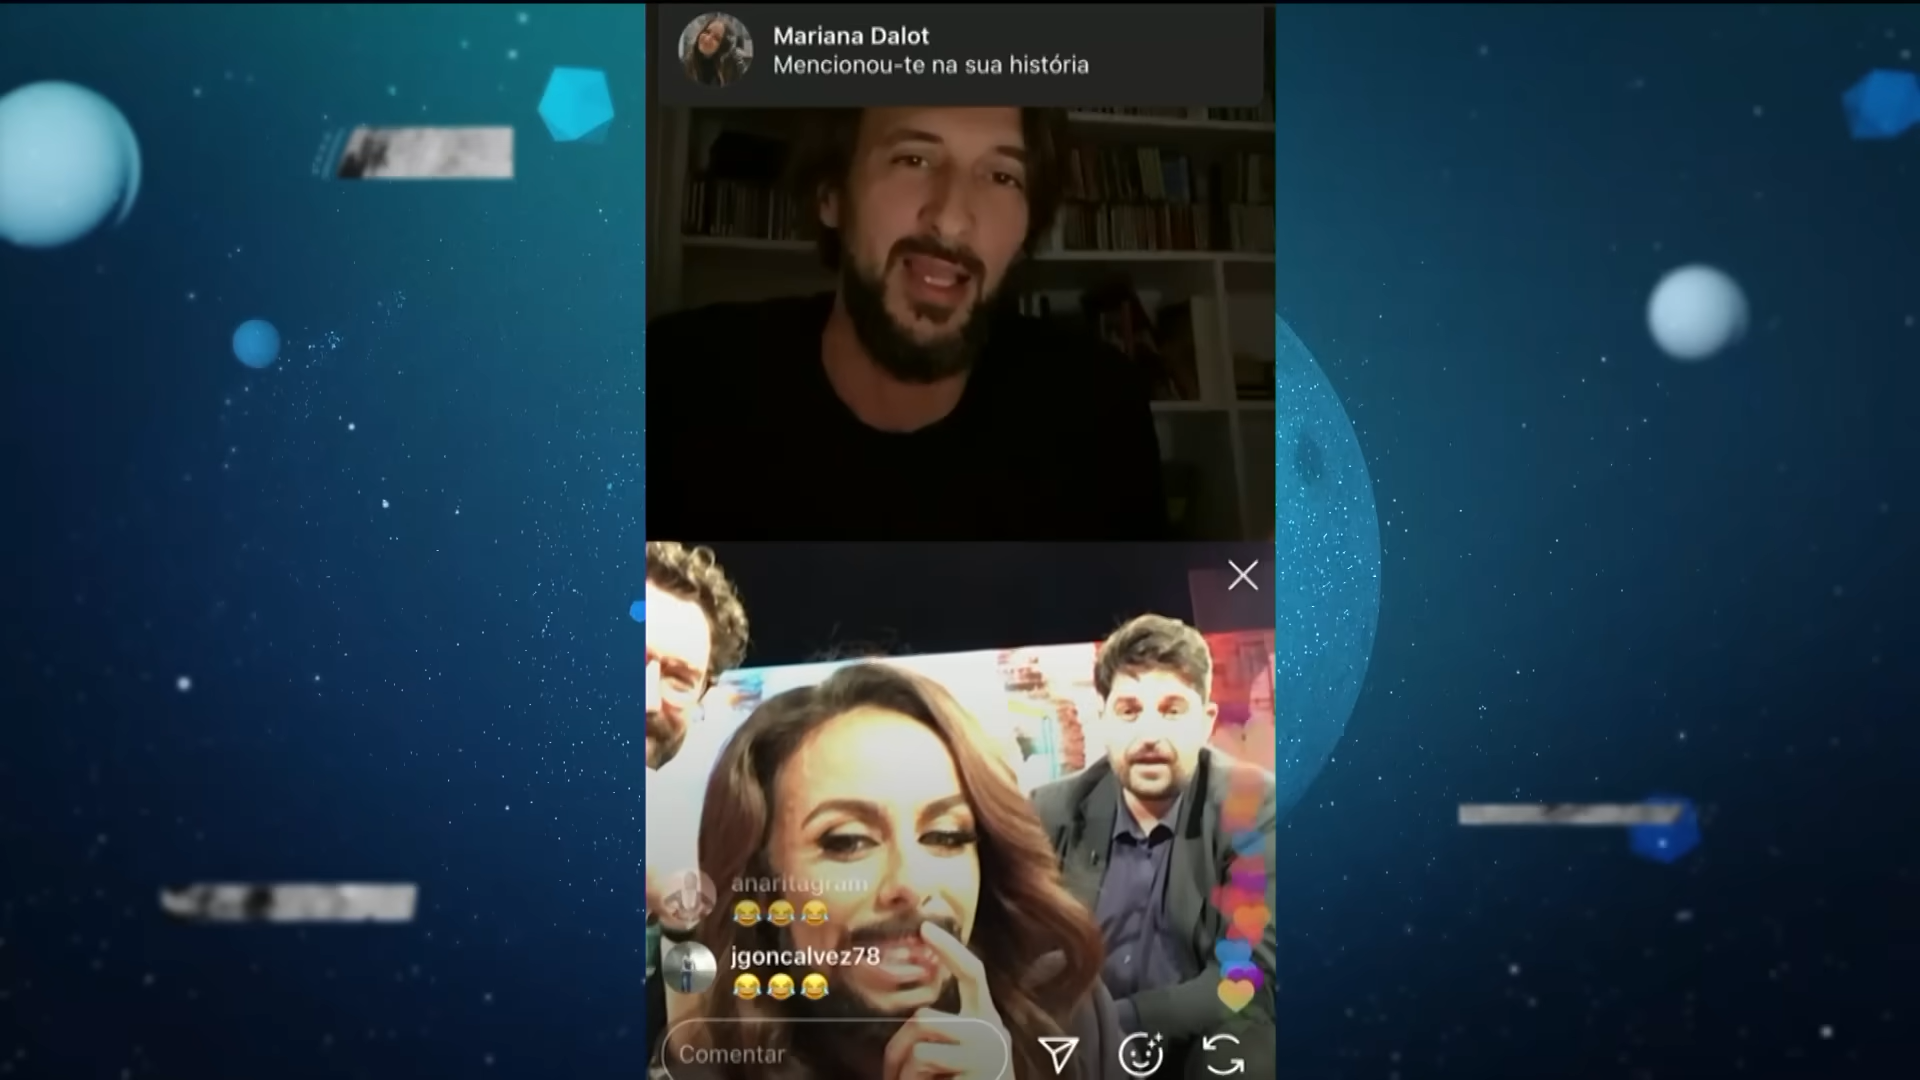 Mariana Dalot
Mencionou-te na sua história
anaritagram
😂😂😂
jgoncalvez78
😂😂😂
Comentar